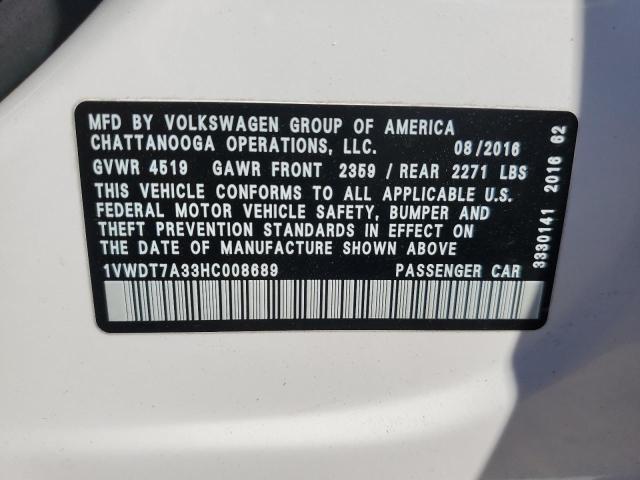 MFD BY VOLKSWAGEN GROUP OF AMERICA
CHATTANOOGA OPERATIONS, LLC. 08/2016
GVWR 4519 GAWR FRONT 2359 / REAR 2271 LBS
THIS VEHICLE CONFORMS TO ALL APPLICABLE U.S.
FEDERAL MOTOR VEHICLE SAFETY, BUMPER AND
THEFT PREVENTION STANDARDS IN EFFECT ON
THE DATE OF MANUFACTURE SHOWN ABOVE
1VWDT7A33HC008689 PASSENGER CAR
3330141 2016 62